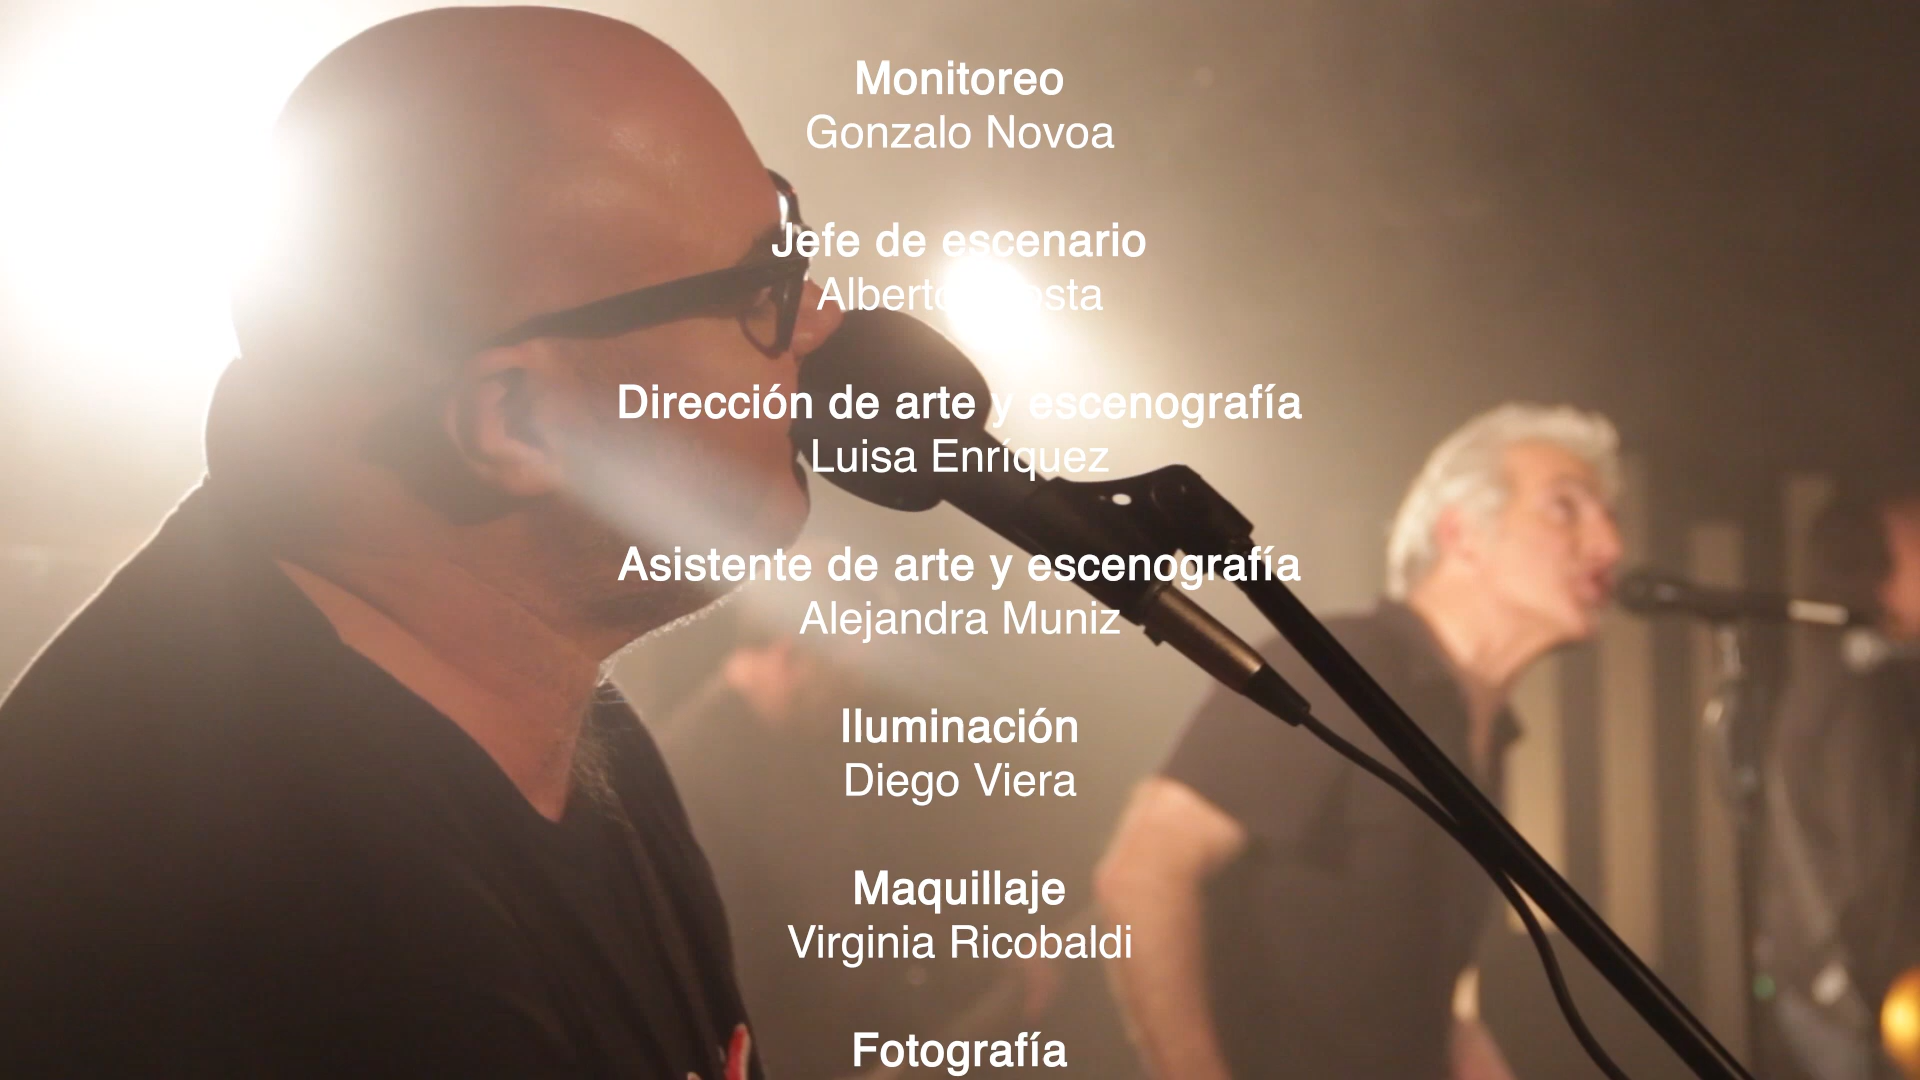 Monitoreo
Gonzalo Novoa
Jefe de escenario
Alberto
Dirección de arte y escenografía
Luisa Enríquez
Asistente de arte y escenografía
Alejandra Muniz
Iluminación
Diego Viera
Maquillaje
Virginia Ricobaldi
Fotografía